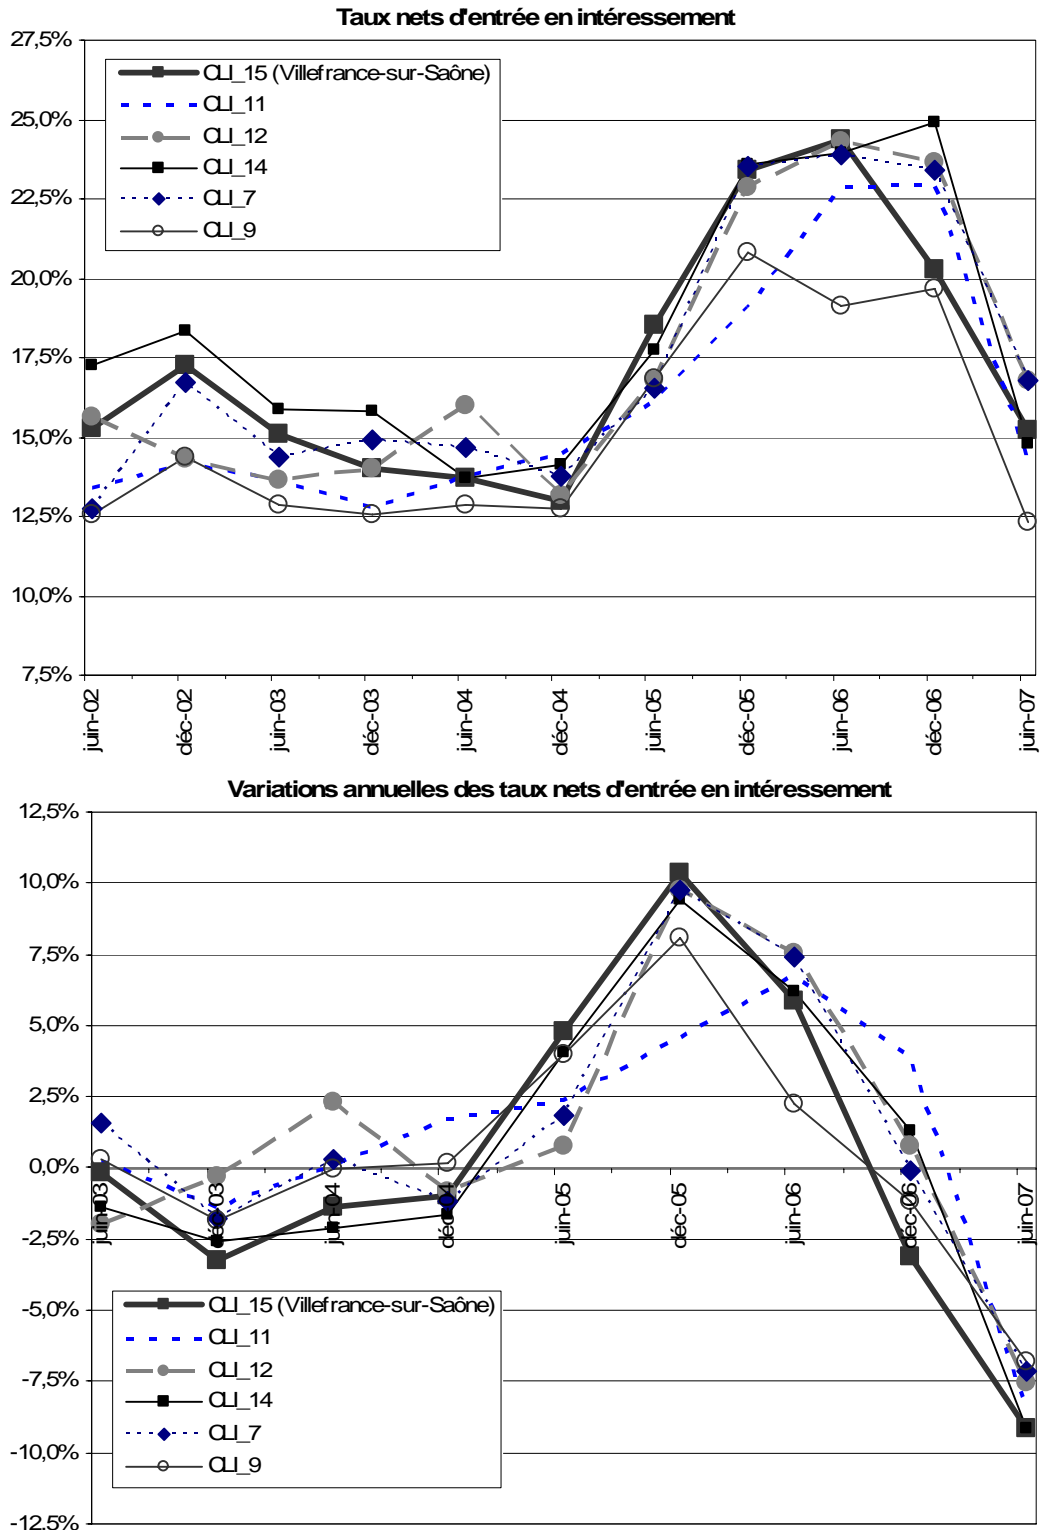 Taux nets d'entrée en intéressement
27,5%
25,0%
22,5%
20,0%
17,5%
15,0%
12,5%
10,0%
7,5%
CLI_15 (Villefrance-sur-Saône)
CLI_11
CLI_12
CLI_14
CLI_7
CLI_9
juin-02
déc-02
juin-03
déc-03
juin-04
déc-04
juin-05
déc-05
juin-06
déc-06
juin-07
Variations annuelles des taux nets d'entrée en intéressement
12,5%
10,0%
7,5%
5,0%
2,5%
0,0%
-2,5%
-5,0%
-7,5%
-10,0%
-12,5%
juin-03
déc-03
juin-04
déc-04
juin-05
déc-05
juin-06
déc-06
juin-07
CLI_15 (Villefrance-sur-Saône)
CLI_11
CLI_12
CLI_14
CLI_7
CLI_9